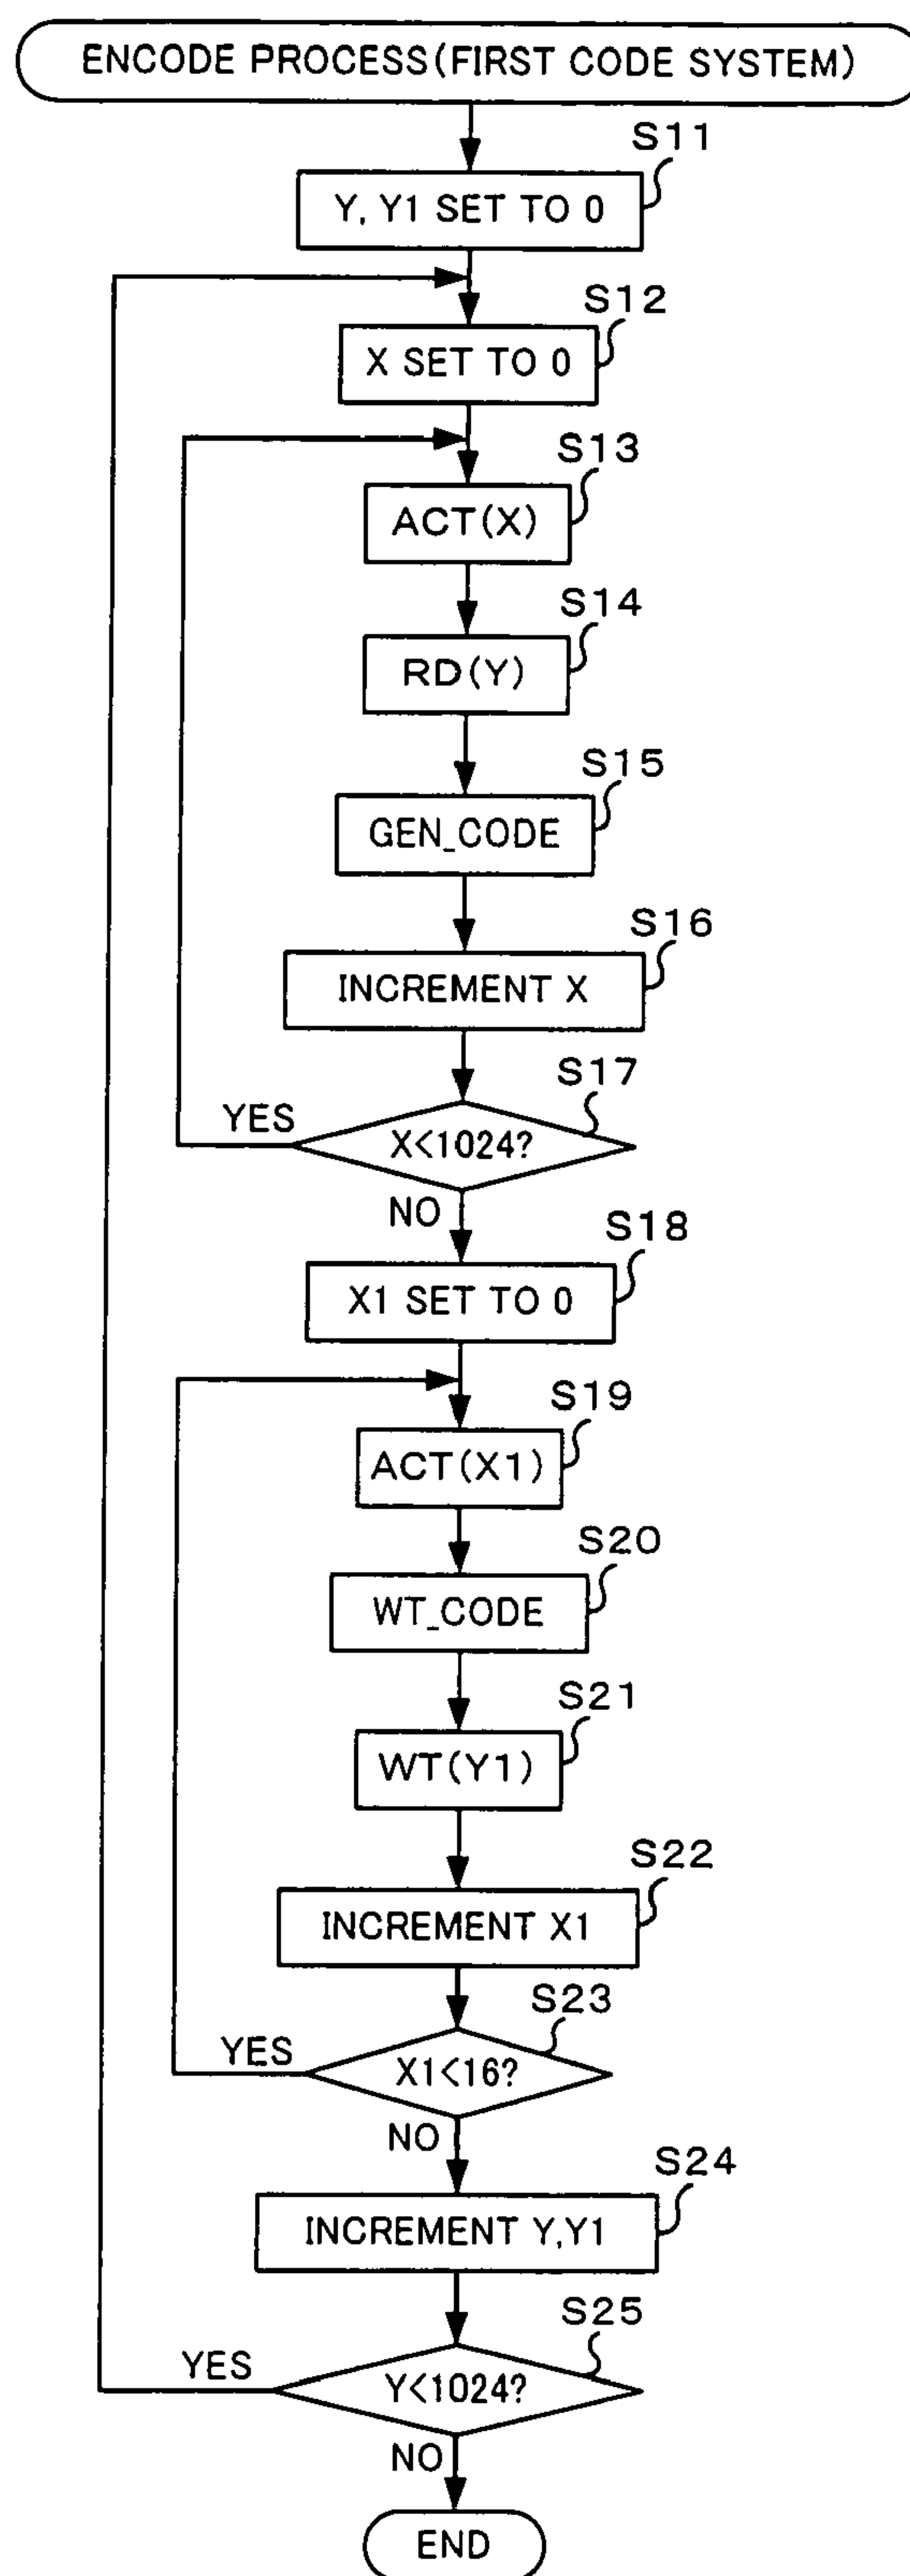 ENCODE PROCESS(FIRST CODE SYSTEM)
S11
Y, Y1 SET TO 0
S12
X SET TO 0
S13
ACT(X)
S14
RD(Y)
S15
GEN_CODE
S16
INCREMENT X
S17
YES
X<1024?
NO
S18
X1 SET TO 0
S19
ACT(X1)
S20
WT_CODE
S21
WT(Y1)
S22
INCREMENT X1
S23
YES
X1<16?
NO
S24
INCREMENT Y,Y1
S25
YES
Y<1024?
NO
END